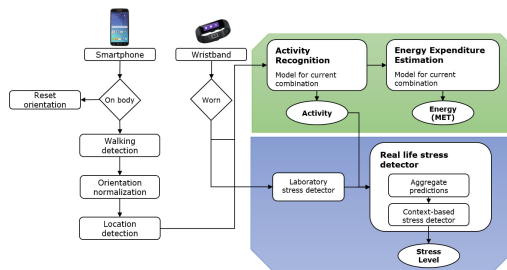 Smartphone
Wristband
Activity
Recognition
Model for current
combination
Energy Expenditure
Estimation
Model for current
combination
Reset
orientation
On body
Worn
Activity
Energy
(MET)
Walking
detection
Orientation
normalization
Location
detection
Laboratory
stress detector
Real life stress
detector
Aggregate
predictions
Context-based
stress detector
Stress
Level